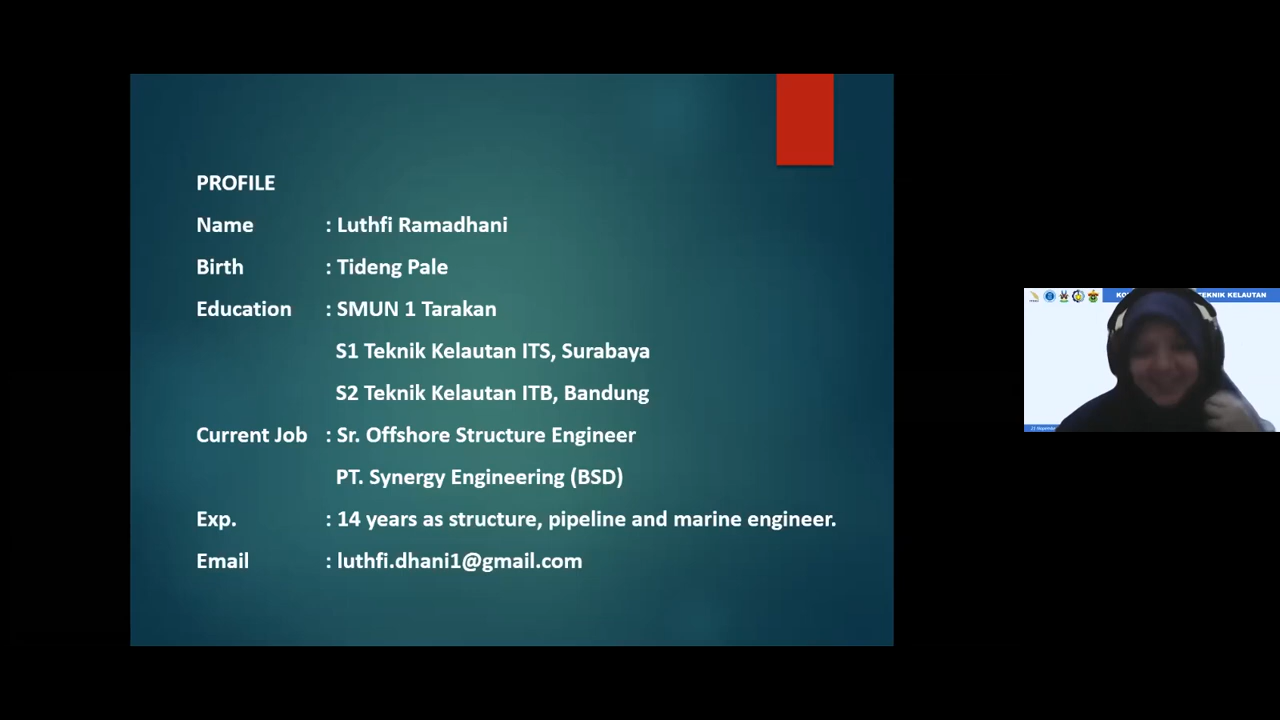 PROFILE
Name : Luthfi Ramadhani
Birth : Tideng Pale
Education : SMUN 1 Tarakan
S1 Teknik Kelautan ITS, Surabaya
S2 Teknik Kelautan ITB, Bandung
Current Job : Sr. Offshore Structure Engineer
PT. Synergy Engineering (BSD)
Exp. : 14 years as structure, pipeline and marine engineer.
Email : luthfi.dhani1@gmail.com
TEKNIK KELAUTAN